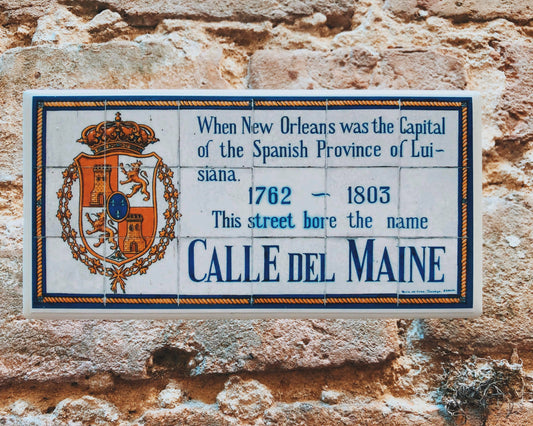 When New Orleans was the Capital
of the Spanish Province of Lui-
siana.
1762 ~ 1803
This street bore the name
CALLE DEL MAINE